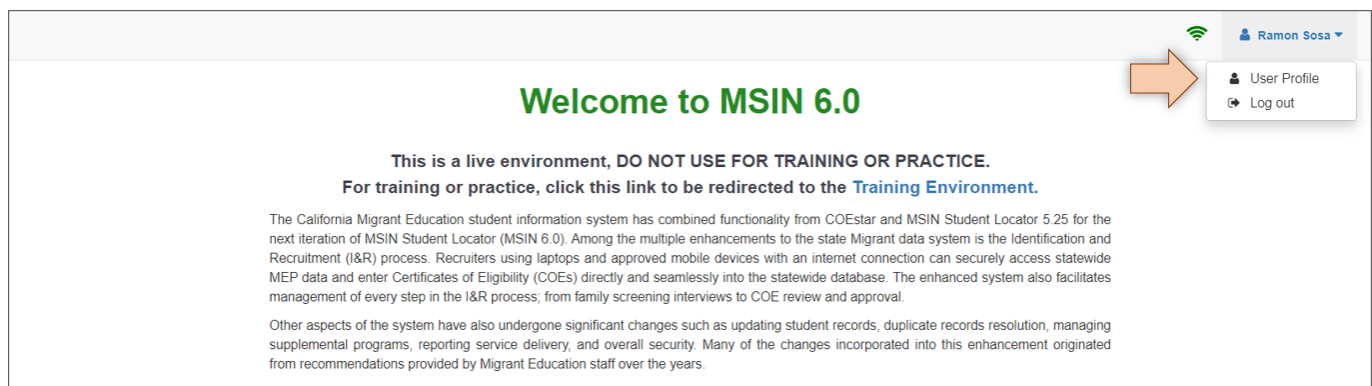 Ramon Sosa
User Profile
Log out
Welcome to MSIN 6.0
This is a live environment, DO NOT USE FOR TRAINING OR PRACTICE.
For training or practice, click this link to be redirected to the Training Environment.
The California Migrant Education student information system has combined functionality from COEstar and MSIN Student Locator 5.25 for the
next iteration of MSIN Student Locator (MSIN 6.0). Among the multiple enhancements to the state Migrant data system is the Identification and
Recruitment (I&R) process. Recruiters using laptops and approved mobile devices with an internet connection can securely access statewide
MEP data and enter Certificates of Eligibility (COEs) directly and seamlessly into the statewide database. The enhanced system also facilitates
management of every step in the I&R process; from family screening interviews to COE review and approval.
Other aspects of the system have also undergone significant changes such as updating student records, duplicate records resolution, managing
supplemental programs, reporting service delivery, and overall security. Many of the changes incorporated into this enhancement originated
from recommendations provided by Migrant Education staff over the years.